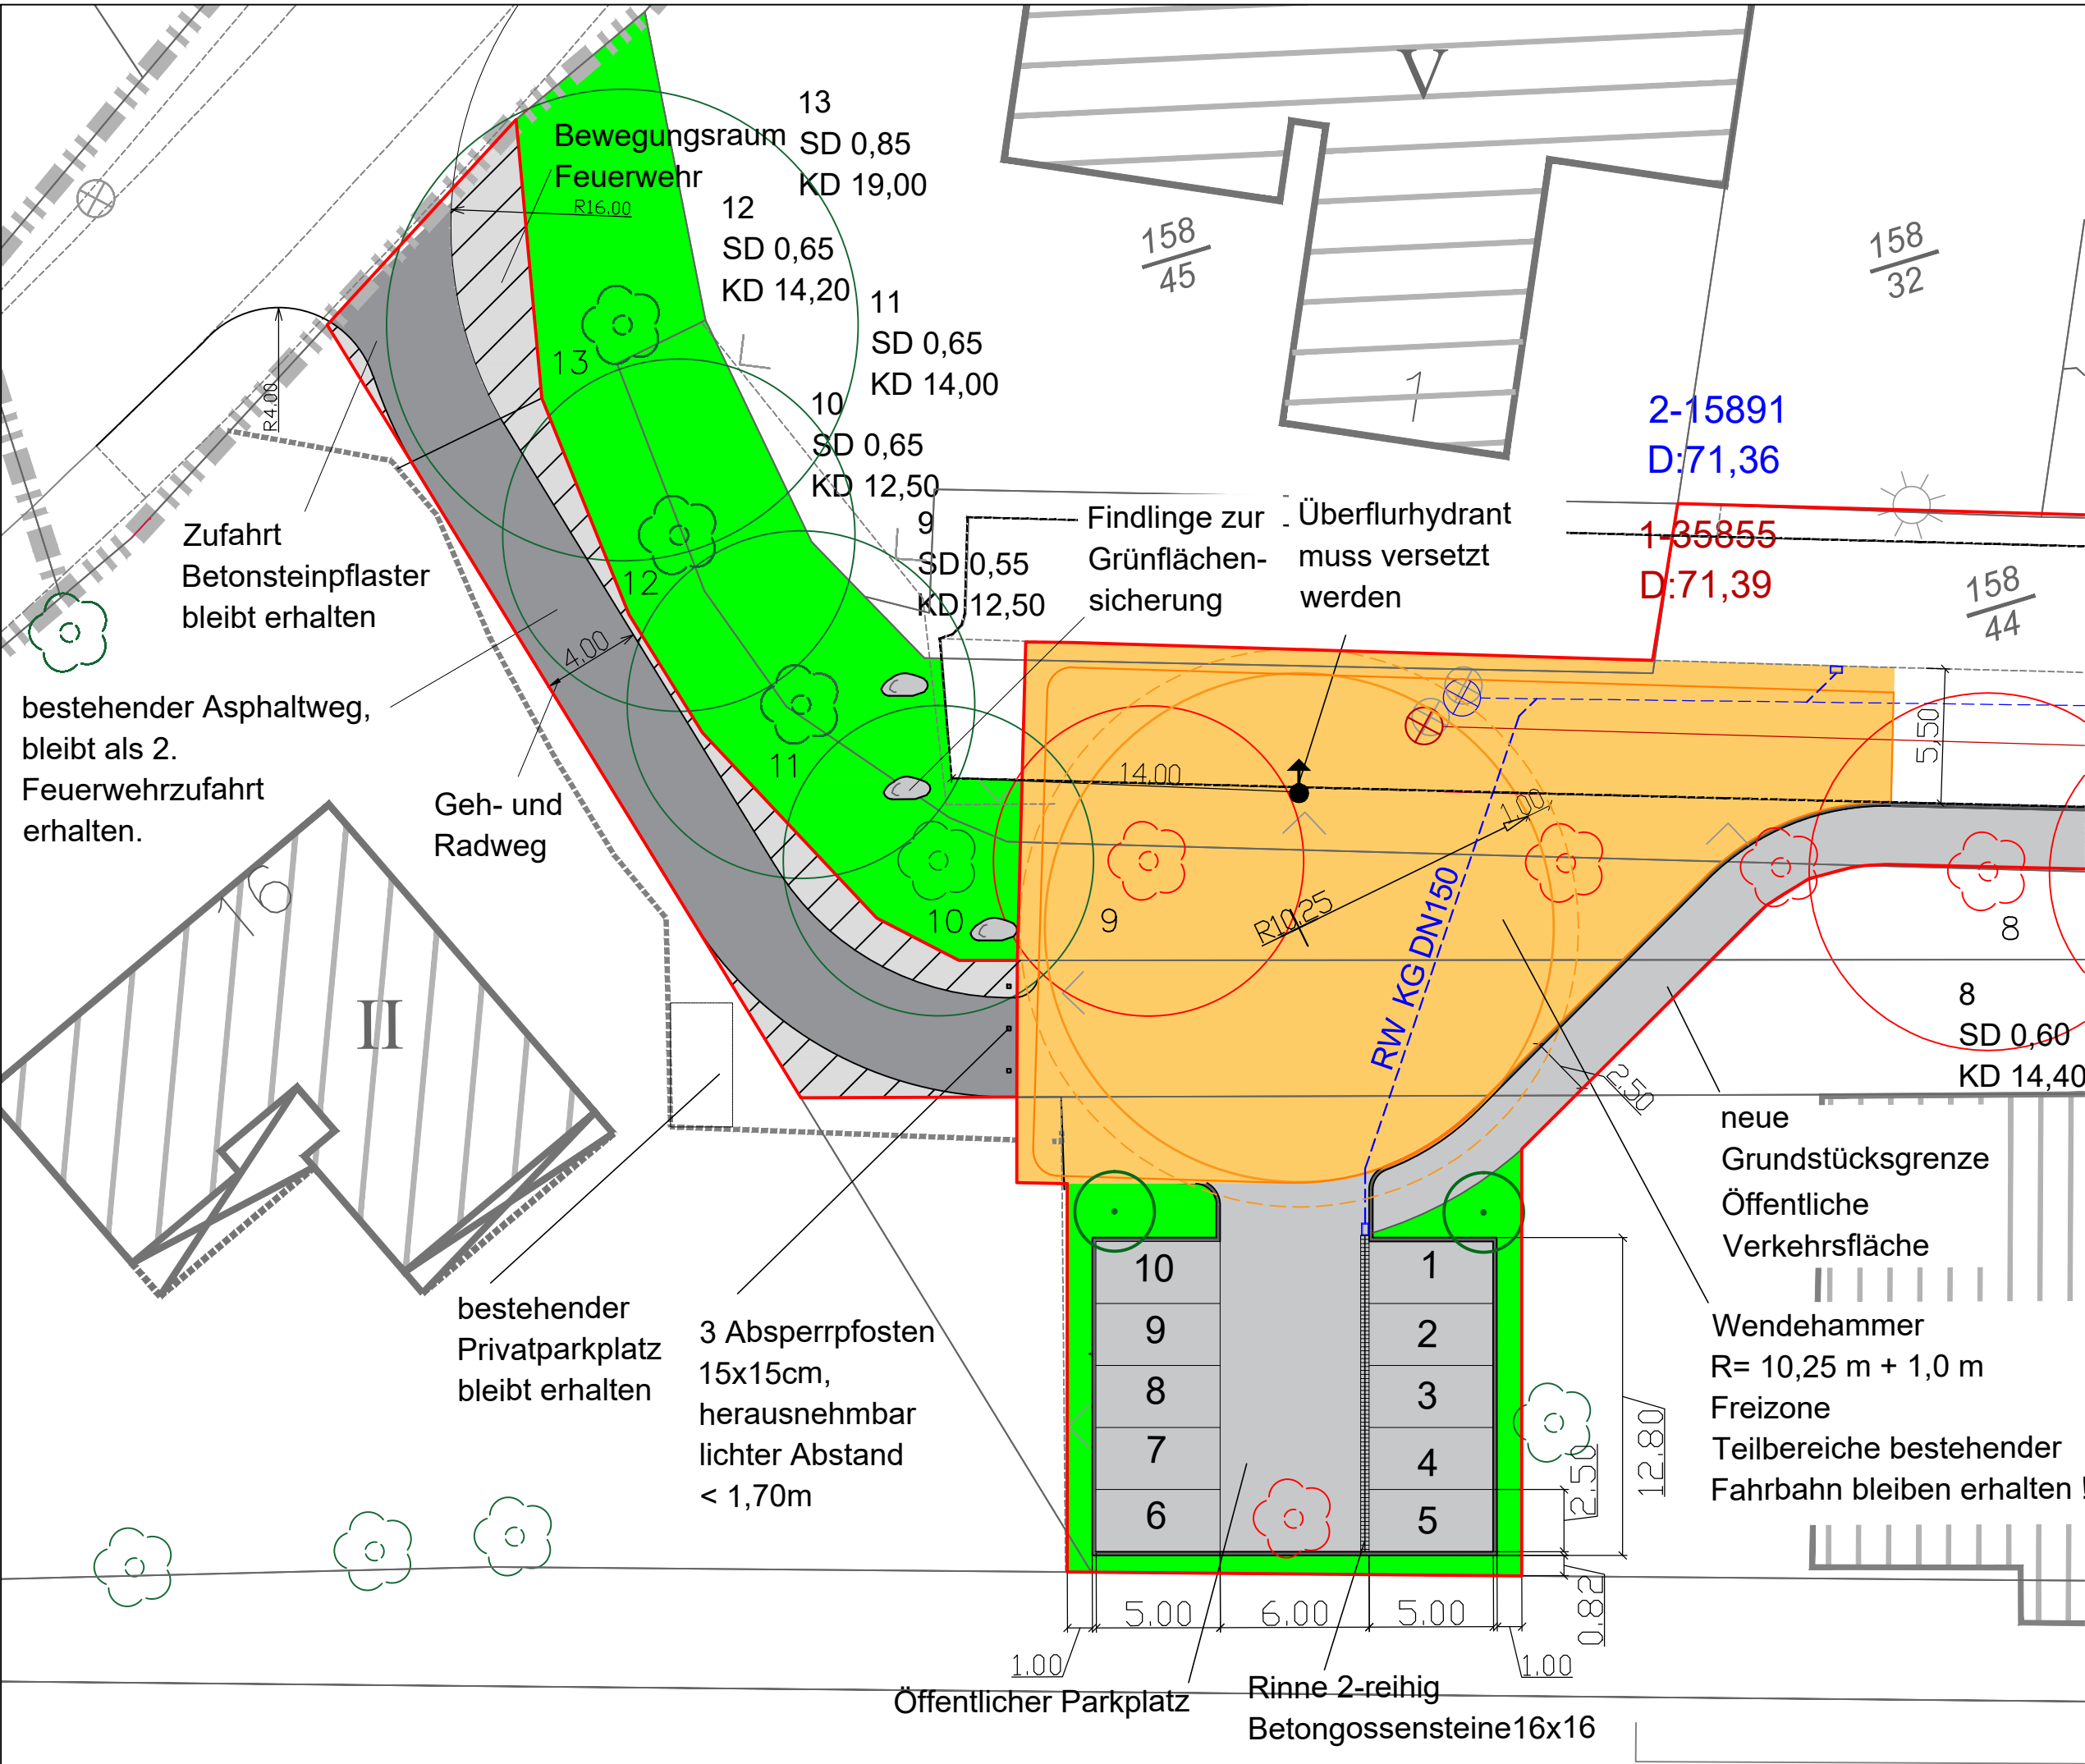 13
SD 0,85
KD 19,00
Bewegungsraum
Feuerwehr
R16.00
12
SD 0,65
KD 14,20
11
SD 0,65
KD 14,00
10
SD 0,65
KD 12,50
9
SD 0,55
KD 12,50
V
158
45
158
32
1
2-15891
D:71,36
1-35855
D:71,39
158
44
R4.00
13
12
11
10
9
8
Zufahrt
Betonsteinpflaster
bleibt erhalten
Findlinge zur
Grünflächen-
sicherung
Überflurhydrant
muss versetzt
werden
4.00
bestehender Asphaltweg,
bleibt als 2.
Feuerwehrzufahrt
erhalten.
Geh- und
Radweg
14.00
1.00
R10.25
RW KG DN150
5.50
8
SD 0,60
KD 14,40
2.50
16
II
neue
Grundstücksgrenze
Öffentliche
Verkehrsfläche
bestehender
Privatparkplatz
bleibt erhalten
3 Absperrpfosten
15x15cm,
herausnehmbar
lichter Abstand
< 1,70m
10
9
8
7
6
1
2
3
4
5
Wendehammer
R= 10,25 m + 1,0 m
Freizone
Teilbereiche bestehender
Fahrbahn bleiben erhalten !
2.50
12.80
0.82
5.00
6.00
5.00
1.00
1.00
Öffentlicher Parkplatz
Rinne 2-reihig
Betongossensteine16x16